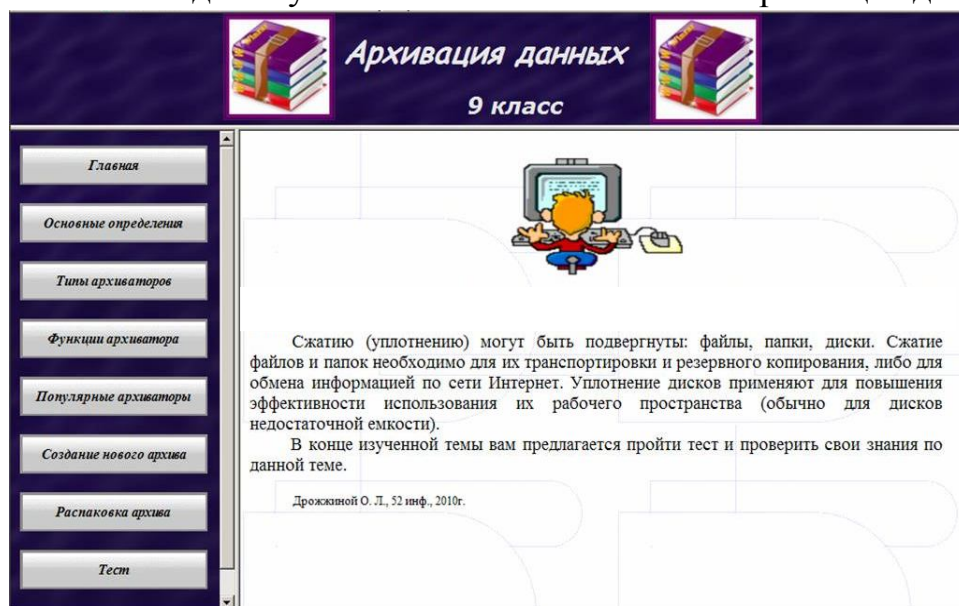 Архивация данных
9 класс
Главная
Основные определения
Типы архиваторов
Функции архиватора
Популярные архиваторы
Создание нового архива
Распаковка архива
Тест
Сжатию (уплотнению) могут быть подвергнуты: файлы, папки, диски. Сжатие
файлов и папок необходимо для их транспортировки и резервного копирования, либо для
обмена информацией по сети Интернет. Уплотнение дисков применяют для повышения
эффективности использования их рабочего пространства (обычно для дисков
недостаточной емкости).
В конце изученной темы вам предлагается пройти тест и проверить свои знания по
данной теме.
Дрожжиной О. Л., 52 инф., 2010г.